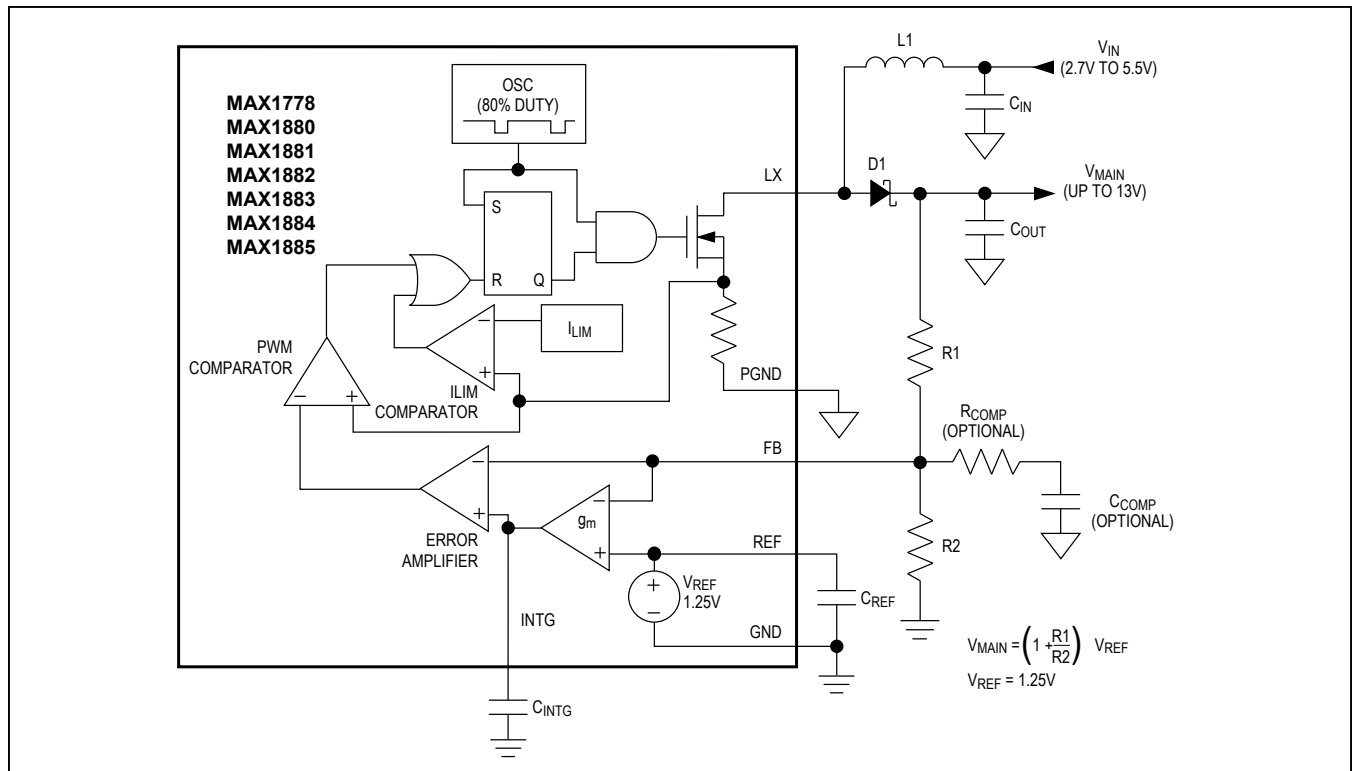 MAX1778
MAX1880
MAX1881
MAX1882
MAX1883
MAX1884
MAX1885
OSC
(80% DUTY)
S
R
Q
ILIM
-
+
ILIM
COMPARATOR
PWM
COMPARATOR
-
+
-
+
ERROR
AMPLIFIER
gm
-
+
INTG
VREF
1.25V
+
-
LX
PGND
FB
REF
GND
L1
VIN
(2.7V TO 5.5V)
CIN
D1
VMAIN
(UP TO 13V)
COUT
R1
RCOMP
(OPTIONAL)
CCOMP
(OPTIONAL)
R2
CREF
CINTG
VMAIN = (1 + R1/R2) VREF
VREF = 1.25V